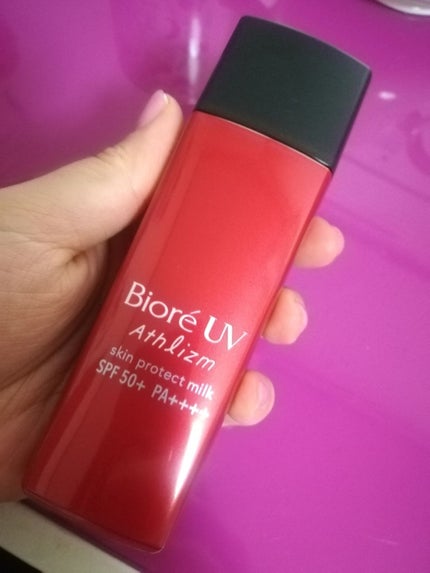 Bioré UV
Athlizm
skin protect milk
SPF 50+ PA++++